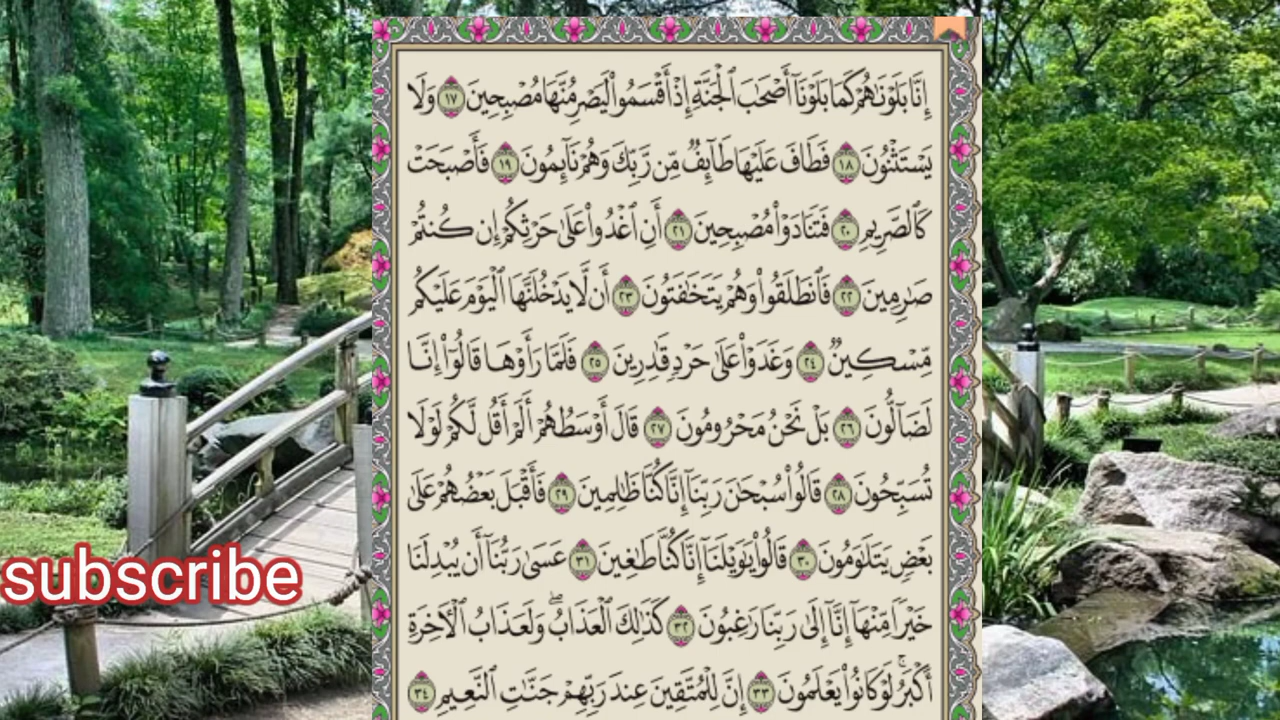 إِنَّا بَلَوْنَٰهُمْ كَمَا بَلَوْنَآ أَصْحَٰبَ ٱلْجَنَّةِ إِذْ أَقْسَمُوا۟ لَيَصْرِمُنَّهَا مُصْبِحِينَ ١٧ وَلَا
يَسْتَثْنُونَ ١٨ فَطَافَ عَلَيْهَا طَآئِفٌ مِّن رَّبِّكَ وَهُمْ نَآئِمُونَ ١٩ فَأَصْبَحَتْ
كَٱلصَّرِيمِ ٢٠ فَتَنَادَوْا۟ مُصْبِحِينَ ٢١ أَنِ ٱغْدُوا۟ عَلَىٰ حَرْثِكُمْ إِن كُنتُمْ
صَٰرِمِينَ ٢٢ فَٱنطَلَقُوا۟ وَهُمْ يَتَخَٰفَتُونَ ٢٣ أَن لَّا يَدْخُلَنَّهَا ٱلْيَوْمَ عَلَيْكُم
مِّسْكِينٌ ٢٤ وَغَدَوْا۟ عَلَىٰ حَرْدٍ قَٰدِرِينَ ٢٥ فَلَمَّا رَأَوْهَا قَالُوٓا۟ إِنَّا
لَضَآلُّونَ ٢٦ بَلْ نَحْنُ مَحْرُومُونَ ٢٧ قَالَ أَوْسَطُهُمْ أَلَمْ أَقُل لَّكُمْ لَوْلَا
تُسَبِّحُونَ ٢٨ قَالُوا۟ سُبْحَٰنَ رَبِّنَآ إِنَّا كُنَّا ظَٰلِمِينَ ٢٩ فَأَقْبَلَ بَعْضُهُمْ عَلَىٰ
بَعْضٍ يَتَلَٰوَمُونَ ٣٠ قَالُوا۟ يَٰوَيْلَنَآ إِنَّا كُنَّا طَٰغِينَ ٣١ عَسَىٰ رَبُّنَآ أَن يُبْدِلَنَا
خَيْرًا مِّنْهَآ إِنَّآ إِلَىٰ رَبِّنَا رَٰغِبُونَ ٣٢ كَذَٰلِكَ ٱلْعَذَابُ ۖ وَلَعَذَابُ ٱلْءَاخِرَةِ
أَكْبَرُ ۚ لَوْ كَانُوا۟ يَعْلَمُونَ ٣٣ إِنَّ لِلْمُتَّقِينَ عِندَ رَبِّهِمْ جَنَّٰتِ ٱلنَّعِيمِ ٣٤
subscribe